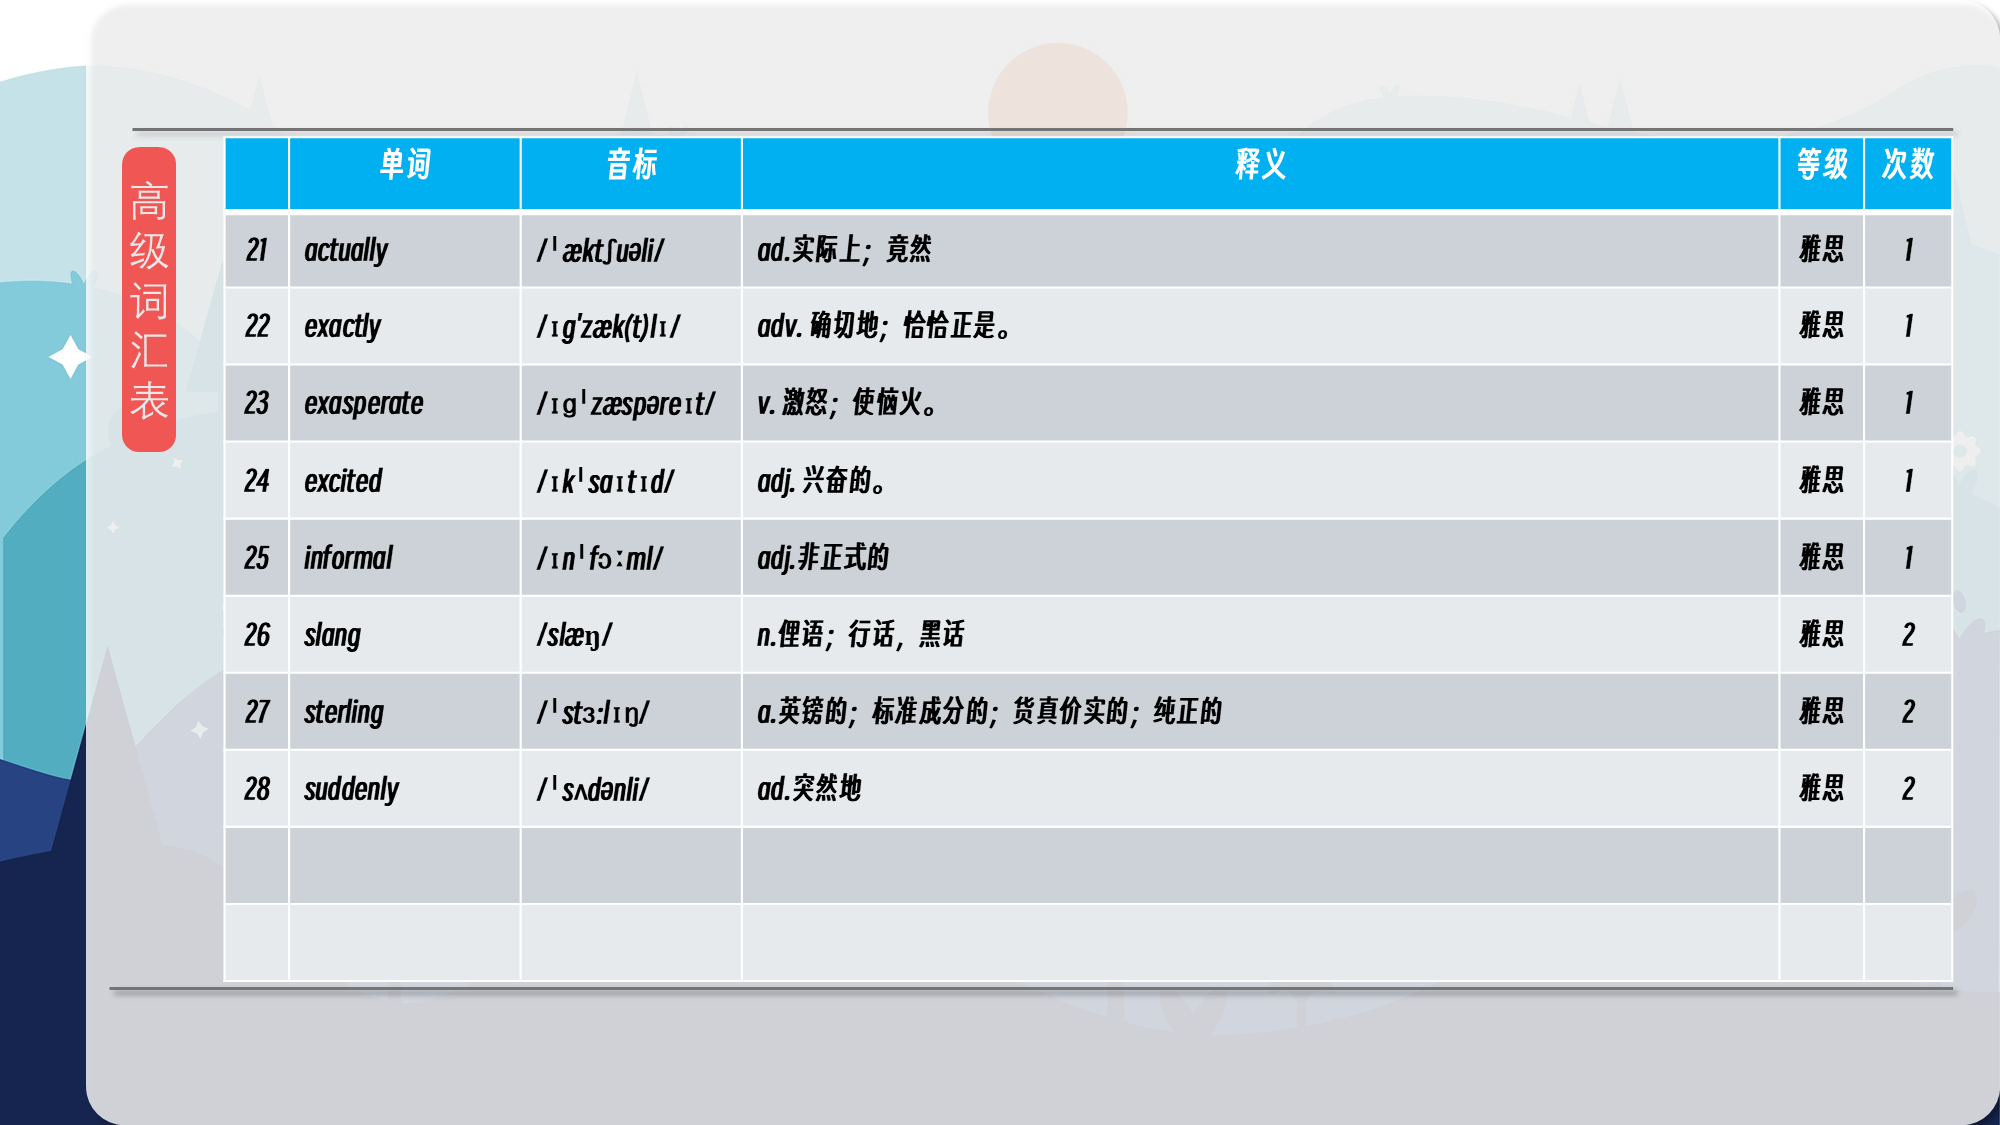 高级词汇表
单词 音标 释义 等级 次数
21 actually /ˈæktʃuəli/ ad.实际上；竟然 雅思 1
22 exactly /ɪɡ'zæk(t)lɪ/ adv. 确切地；恰恰正是。 雅思 1
23 exasperate /ɪɡˈzæspəreɪt/ v. 激怒；使恼火。 雅思 1
24 excited /ɪkˈsaɪtɪd/ adj. 兴奋的。 雅思 1
25 informal /ɪnˈfɔːml/ adj.非正式的 雅思 1
26 slang /slæŋ/ n.俚语；行话，黑话 雅思 2
27 sterling /ˈstɜ:lɪŋ/ a.英镑的；标准成分的；货真价实的；纯正的 雅思 2
28 suddenly /ˈsʌdənli/ ad.突然地 雅思 2